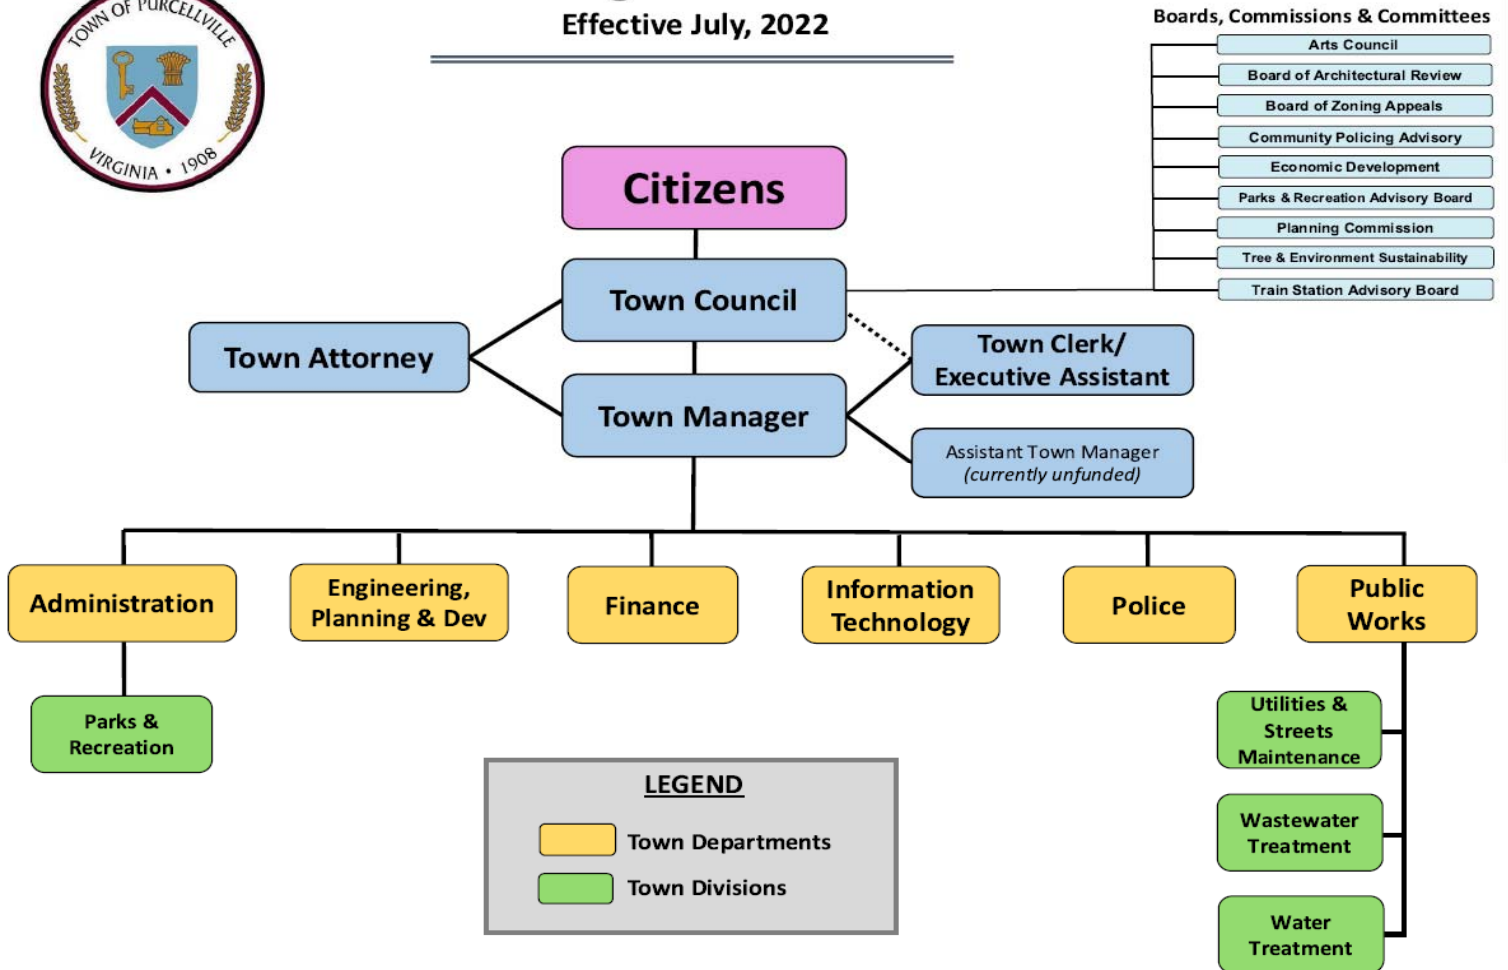 TOWN OF PURCELLVILLE
VIRGINIA • 1908
Effective July, 2022
Boards, Commissions & Committees
Arts Council
Board of Architectural Review
Board of Zoning Appeals
Community Policing Advisory
Economic Development
Parks & Recreation Advisory Board
Planning Commission
Tree & Environment Sustainability
Train Station Advisory Board
Citizens
Town Council
Town Attorney
Town Clerk/
Executive Assistant
Town Manager
Assistant Town Manager
(currently unfunded)
Administration
Engineering,
Planning & Dev
Finance
Information
Technology
Police
Public
Works
Parks &
Recreation
Utilities &
Streets
Maintenance
Wastewater
Treatment
Water
Treatment
LEGEND
Town Departments
Town Divisions